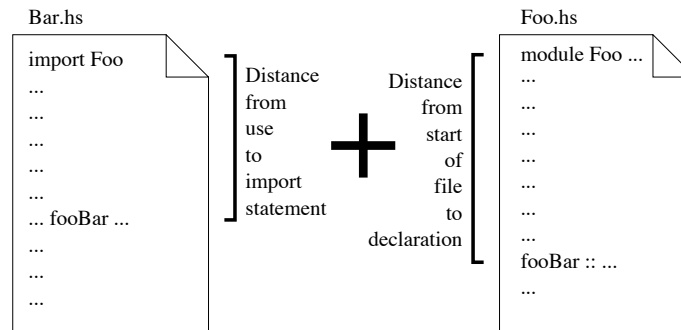 Bar.hs
import Foo
...
...
...
...
...
... fooBar ...
...
...
...
Distance
from
use
to
import
statement
+
Distance
from
start
of
file
to
declaration
Foo.hs
module Foo ...
...
...
...
...
...
...
...
fooBar :: ...
...